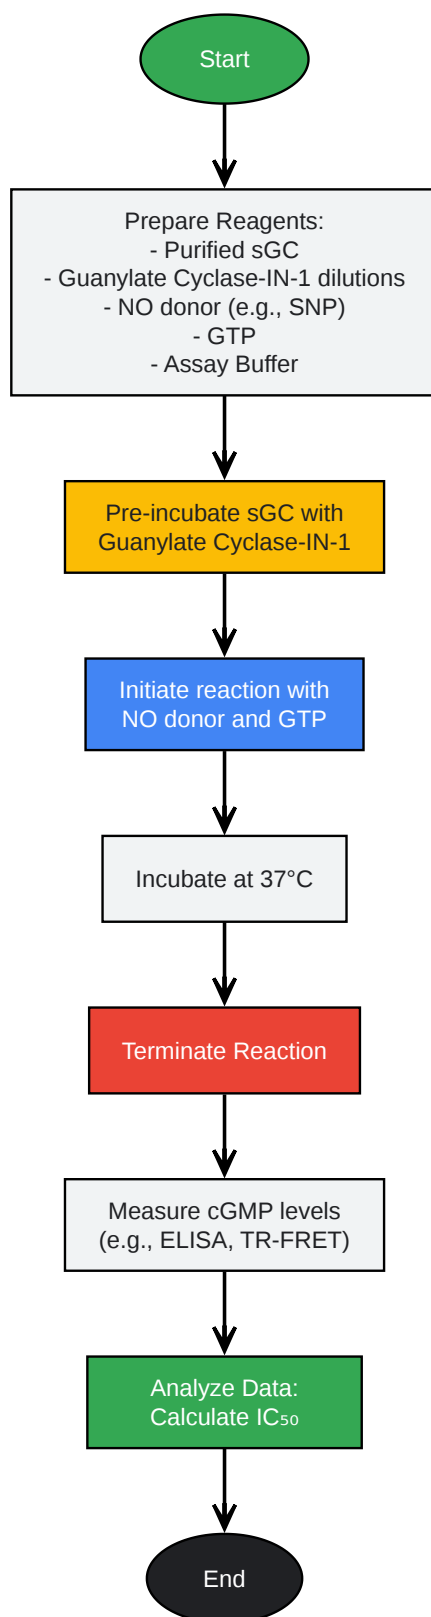 Start
Prepare Reagents:
- Purified sGC
- Guanylate Cyclase-IN-1 dilutions
- NO donor (e.g., SNP)
- GTP
- Assay Buffer
Pre-incubate sGC with
Guanylate Cyclase-IN-1
Initiate reaction with
NO donor and GTP
Incubate at 37°C
Terminate Reaction
Measure cGMP levels
(e.g., ELISA, TR-FRET)
Analyze Data:
Calculate IC₅₀
End